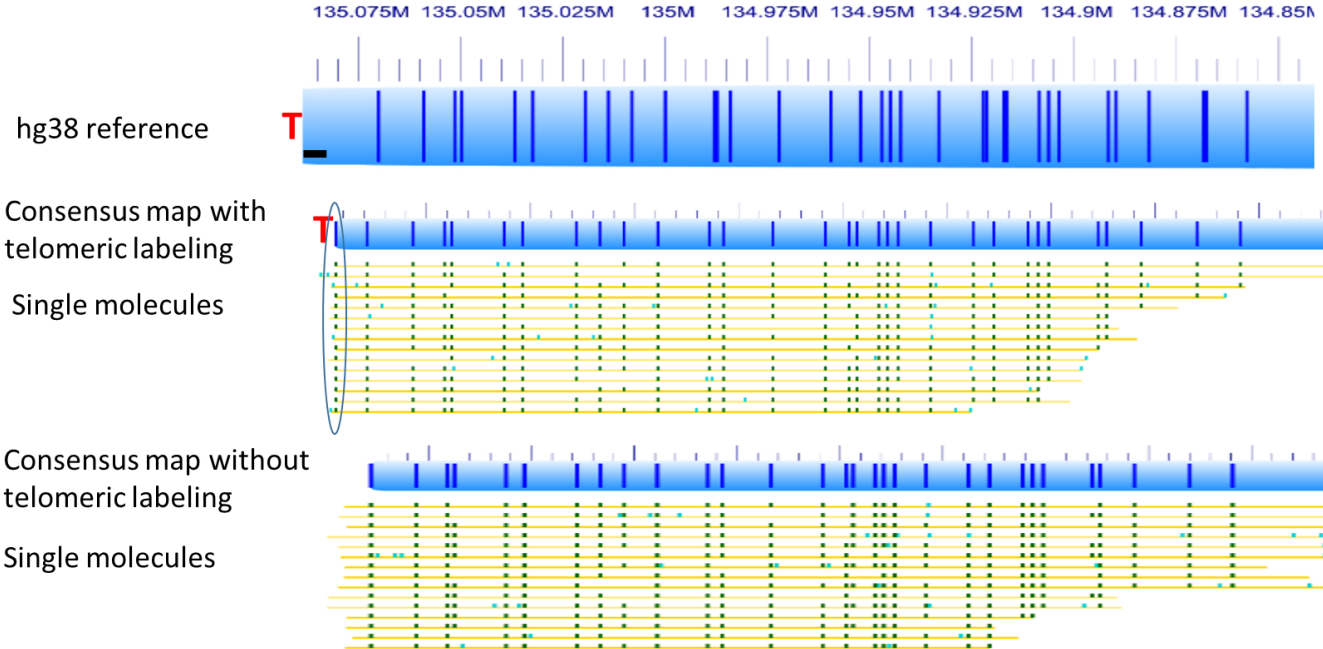 135.075M 135.05M 135.025M 135M 134.975M 134.95M 134.925M 134.9M 134.875M 134.85M
hg38 reference
T
Consensus map with
telomeric labeling
T
Single molecules
Consensus map without
telomeric labeling
Single molecules